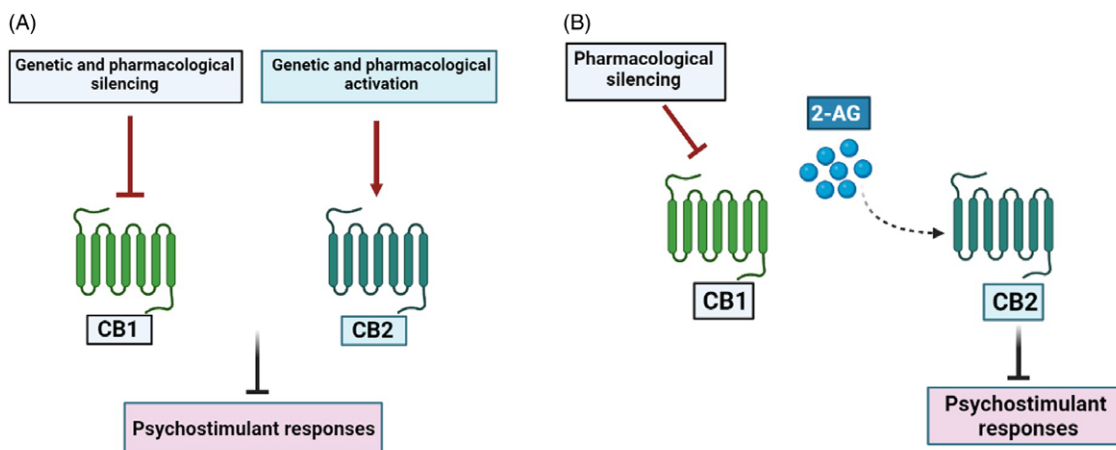 (A)
Genetic and pharmacological
silencing
Genetic and pharmacological
activation
CB1
CB2
Psychostimulant responses
(B)
Pharmacological
silencing
2-AG
CB1
CB2
Psychostimulant
responses